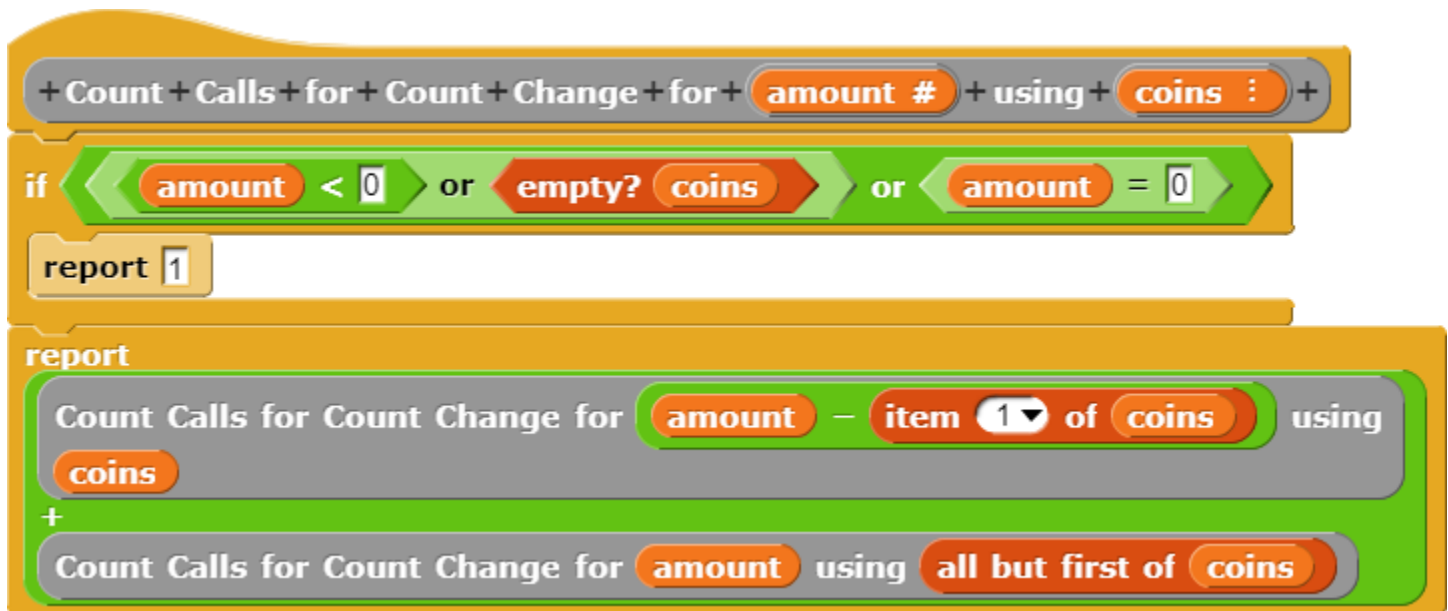 +Count+Calls+for+Count+Change+for+ amount # +using+ coins ⋮ +
if amount < 0 or empty? coins or amount = 0
report 1
report
Count Calls for Count Change for amount − item 1▾ of coins using
coins
+
Count Calls for Count Change for amount using all but first of coins